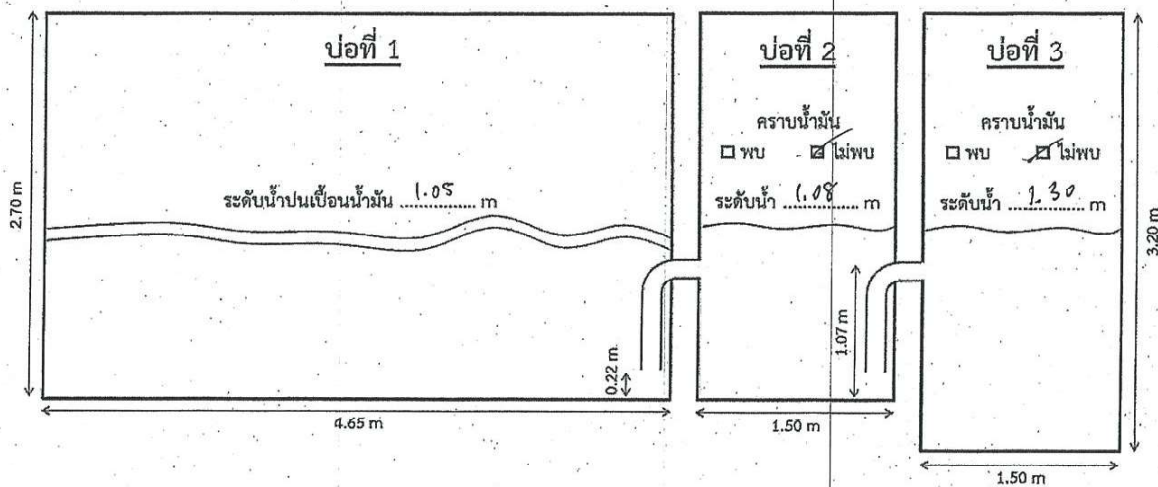 บ่อที่ 1
ระดับน้ำปนเปื้อนน้ำมัน 1.05 m
2.70 m
4.65 m
0.22 m
บ่อที่ 2
คราบน้ำมัน
☐ พบ ☑ ไม่พบ
ระดับน้ำ 1.08 m
1.07 m
1.50 m
บ่อที่ 3
คราบน้ำมัน
☐ พบ ☑ ไม่พบ
ระดับน้ำ 1.30 m
3.20 m
1.50 m